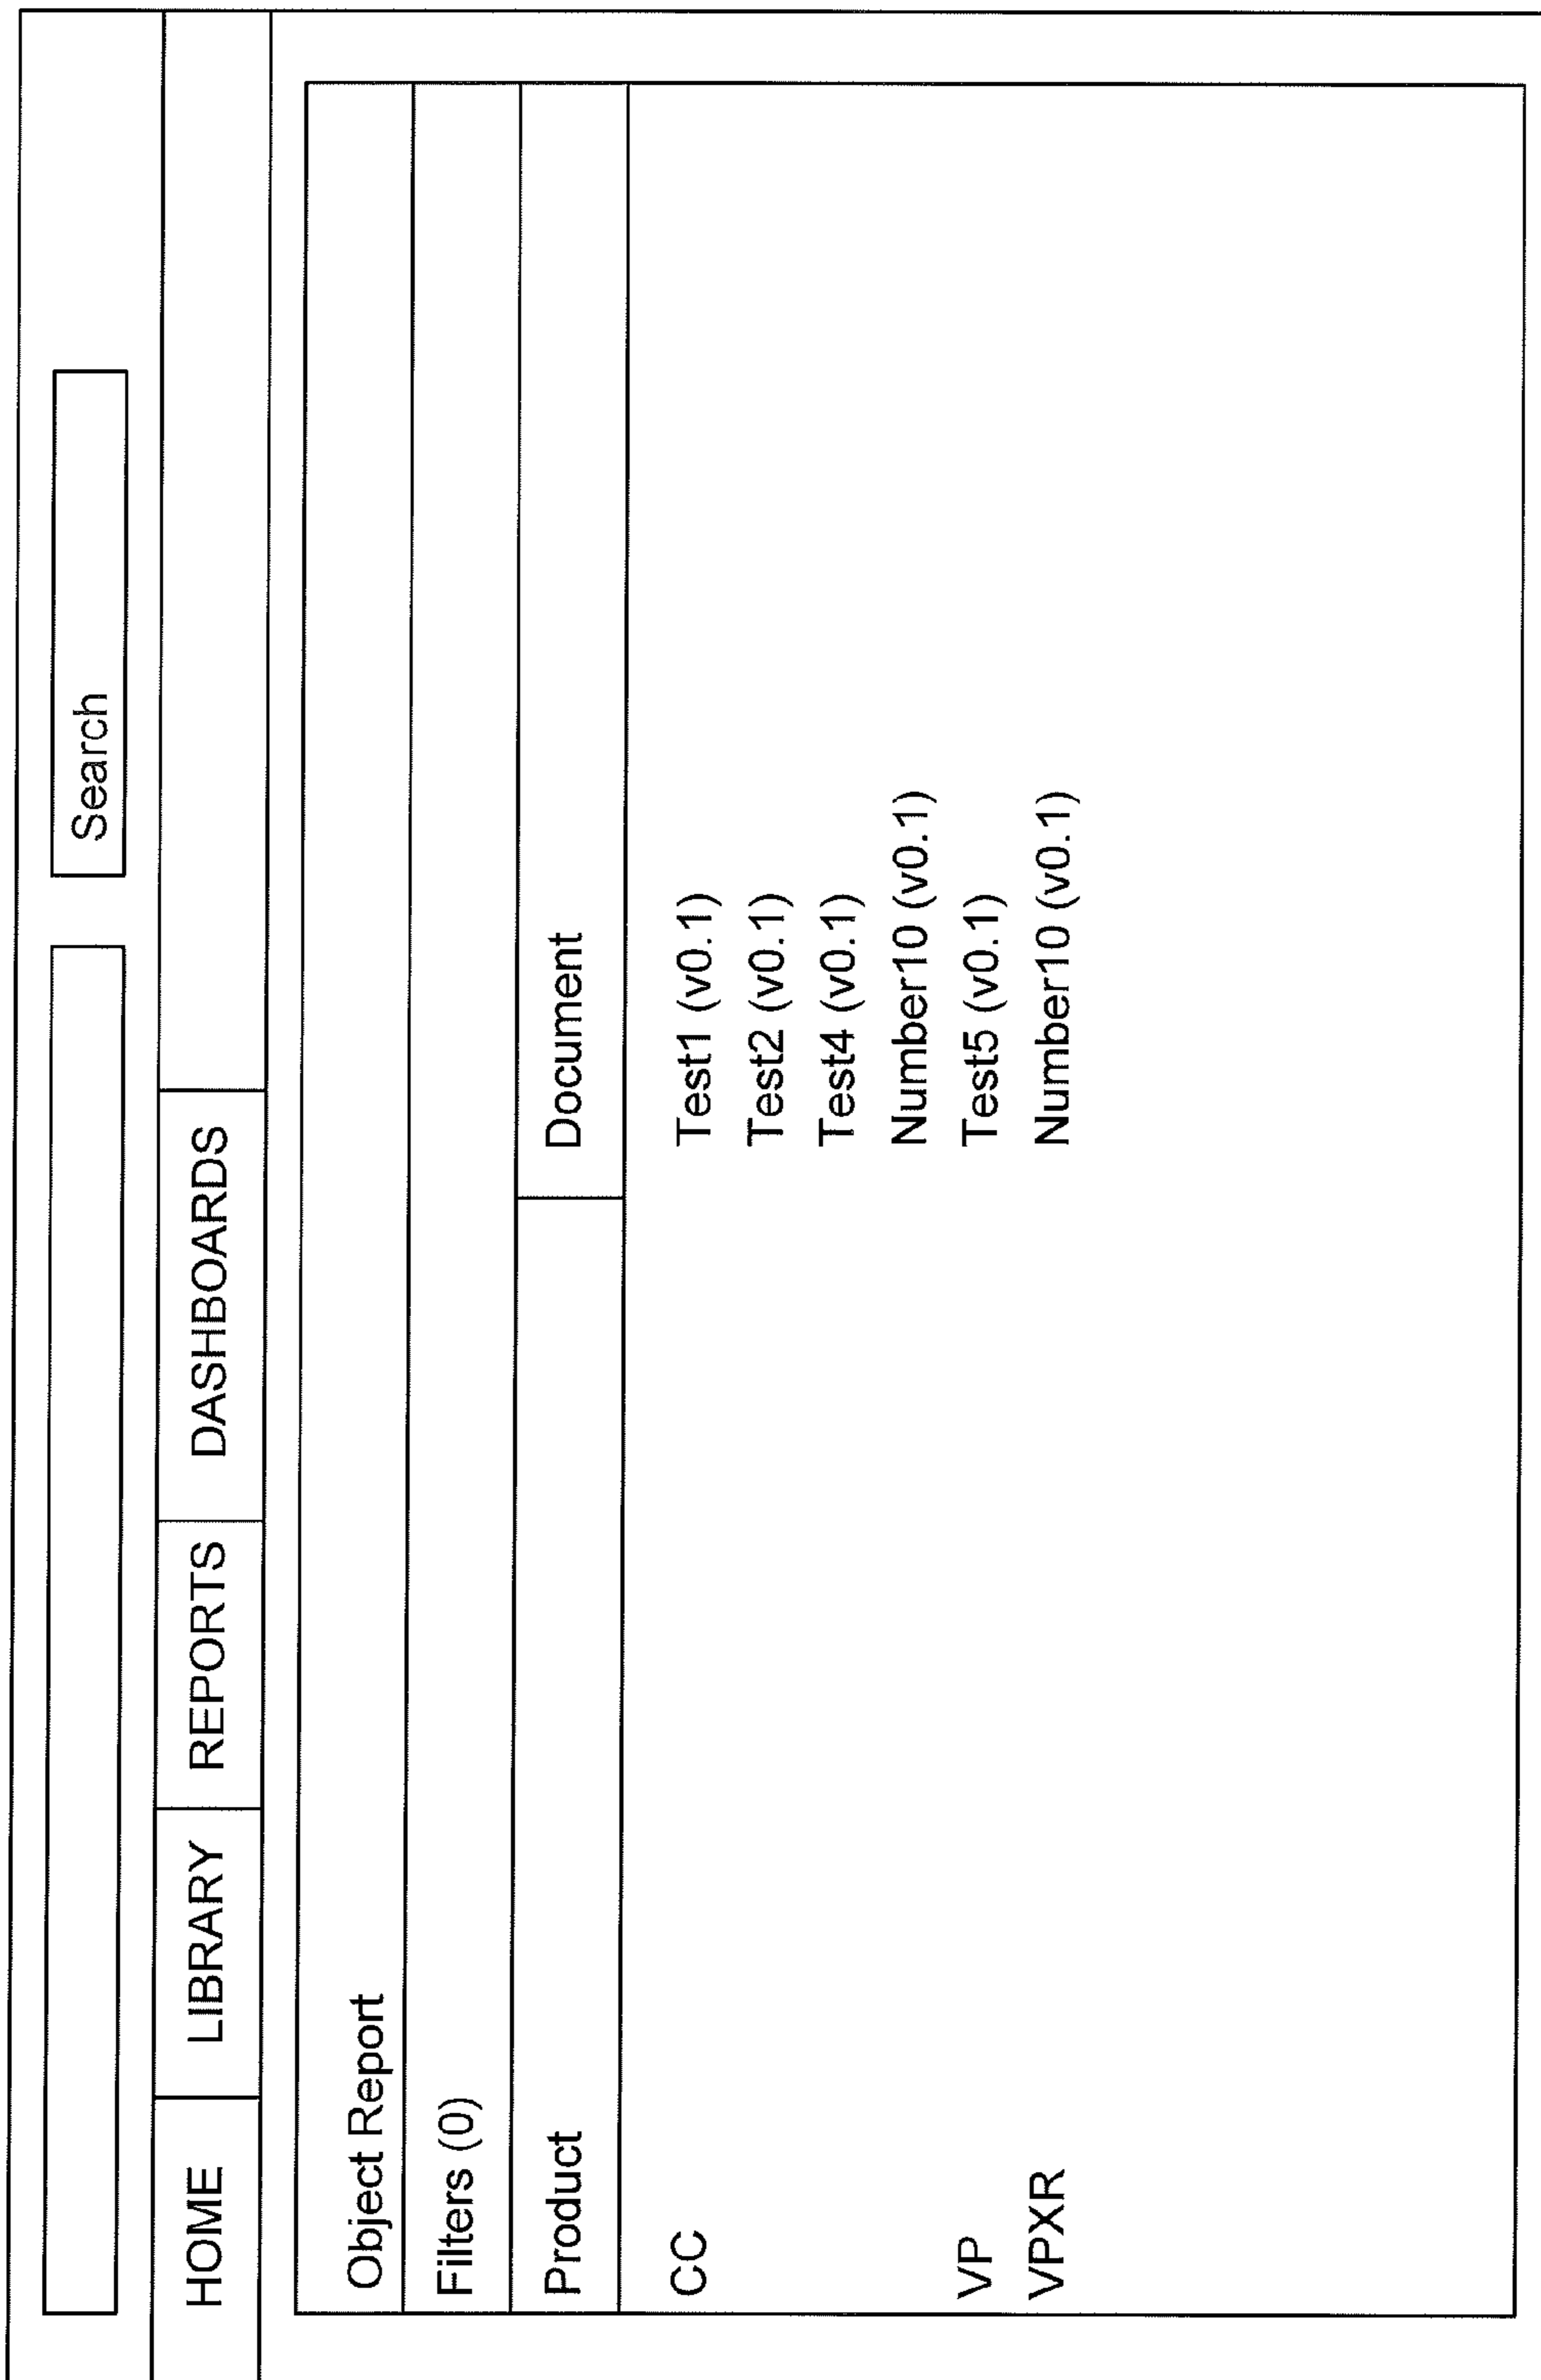 Search
HOME LIBRARY REPORTS DASHBOARDS
Object Report
Filters (0)
Product Document
CC Test1 (v0.1)
Test2 (v0.1)
Test4 (v0.1)
Number10 (v0.1)
VP Test5 (v0.1)
VPXR Number10 (v0.1)